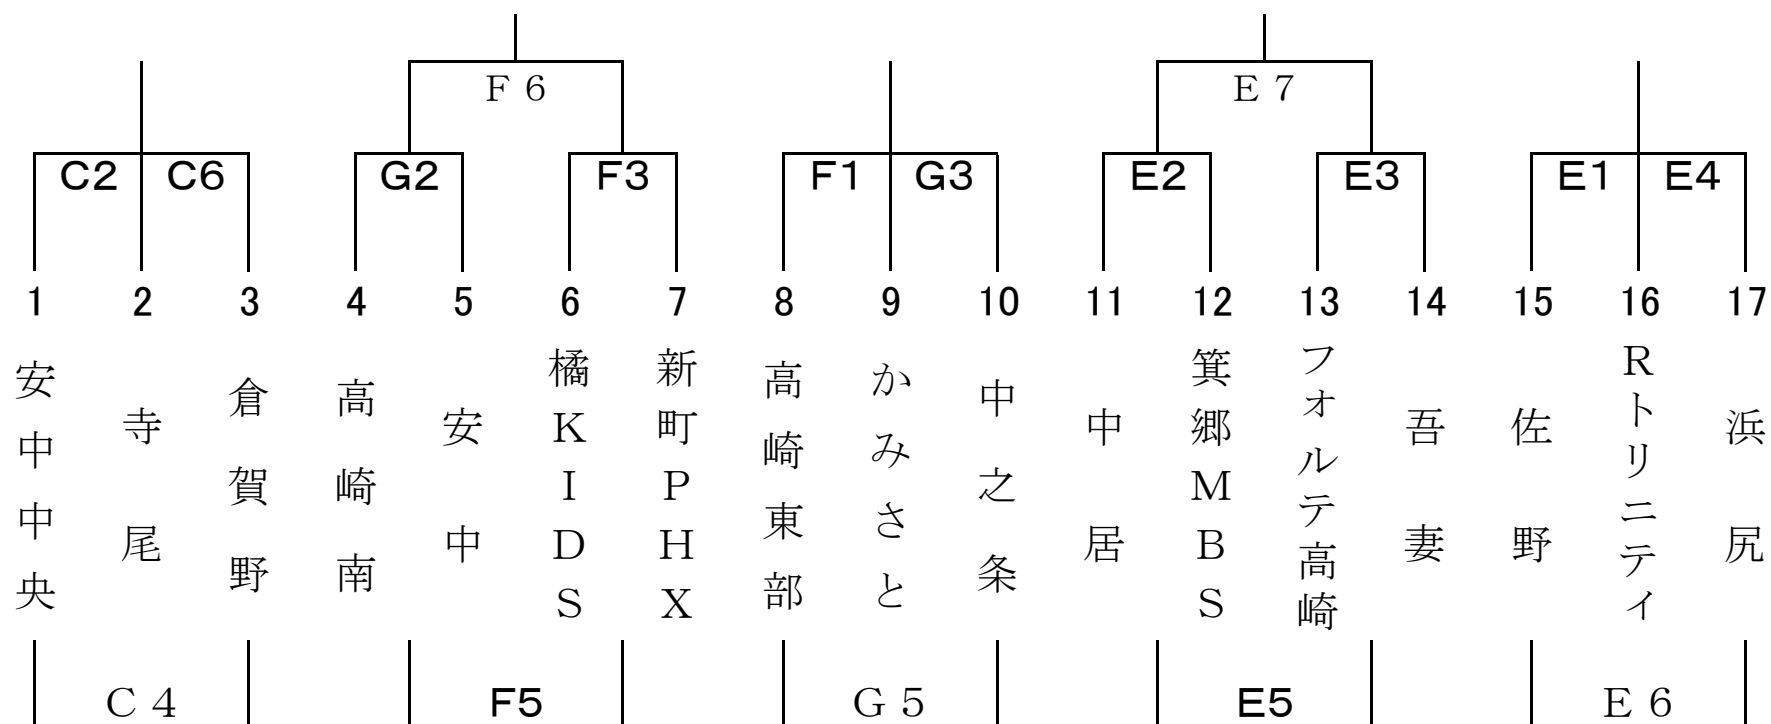 F 6
E 7
C2 C6 G2 F3 F1 G3 E2 E3 E1 E4
1 2 3 4 5 6 7 8 9 10 11 12 13 14 15 16 17
安中中央
寺尾
倉賀野
高崎南
安中
橘KIDS
新町PHX
高崎東部
かみさと
中之条
中居
箕郷MBS
フォルテ高崎
吾妻
佐野
Rトリニティ
浜尻
C 4 F5 G 5 E5 E 6